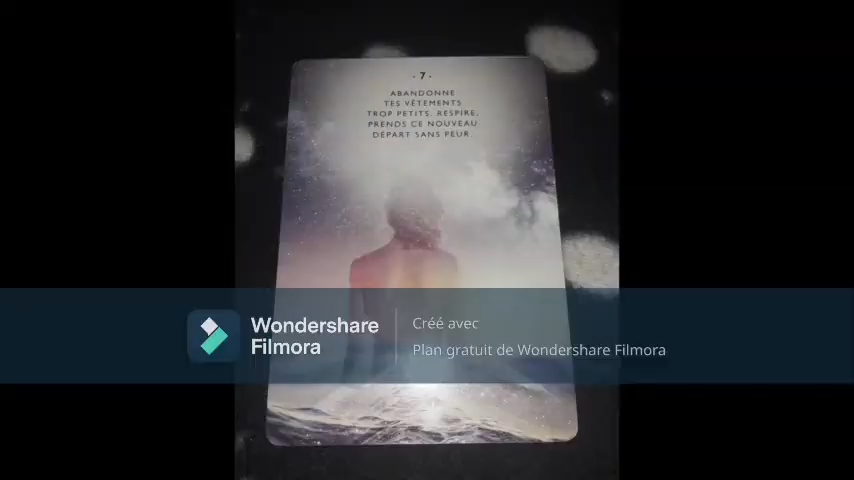 · 7 ·
ABANDONNE
TES VÊTEMENTS
TROP PETITS. RESPIRE,
PRENDS CE NOUVEAU
DÉPART SANS PEUR.
Wondershare
Filmora
Créé avec
Plan gratuit de Wondershare Filmora